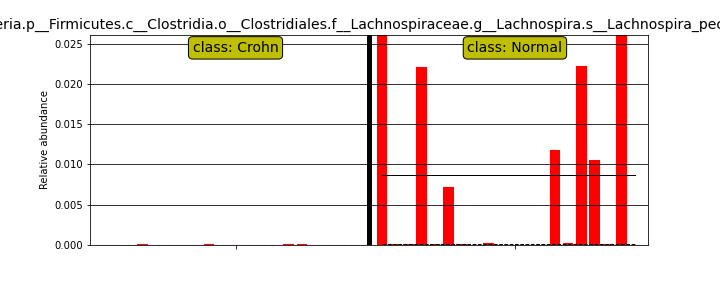 eria.p__Firmicutes.c__Clostridia.o__Clostridiales.f__Lachnospiraceae.g__Lachnospira.s__Lachnospira_pec
class: Crohn
class: Normal
Relative abundance
0.025
0.020
0.015
0.010
0.005
0.000